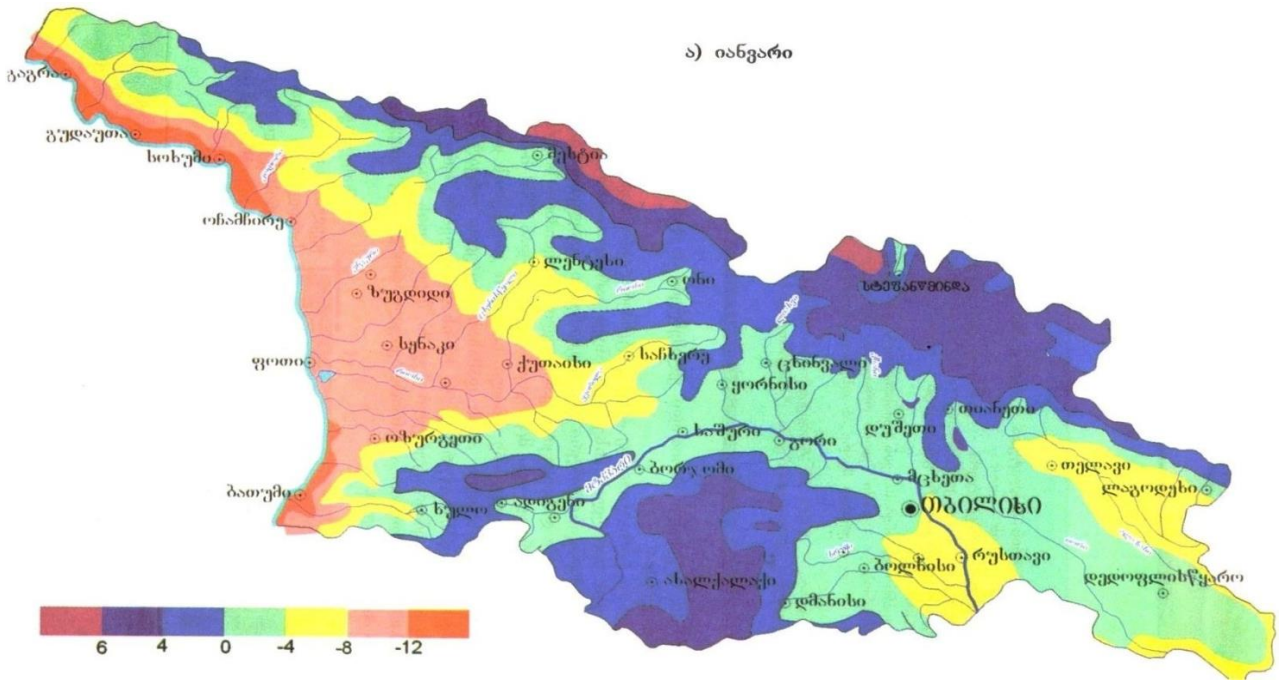 ა) იანვარი
გაგრა
გუდაუთა
სოხუმი
მესტია
ოჩამჩირე
ლენტეხი
ონი
სტეფანწმინდა
ზუგდიდი
სენაკი
ფოთი
ქუთაისი
საჩხერე
ცხინვალი
ყორნისი
თიანეთი
დუშეთი
ოზურგეთი
ხაშური
გორი
თელავი
ბორჯომი
მცხეთა
ლაგოდეხი
ბათუმი
ხულო
ადიგენი
თბილისი
რუსთავი
ბოლნისი
ახალქალაქი
დედოფლისწყარო
დმანისი
6 4 0 -4 -8 -12